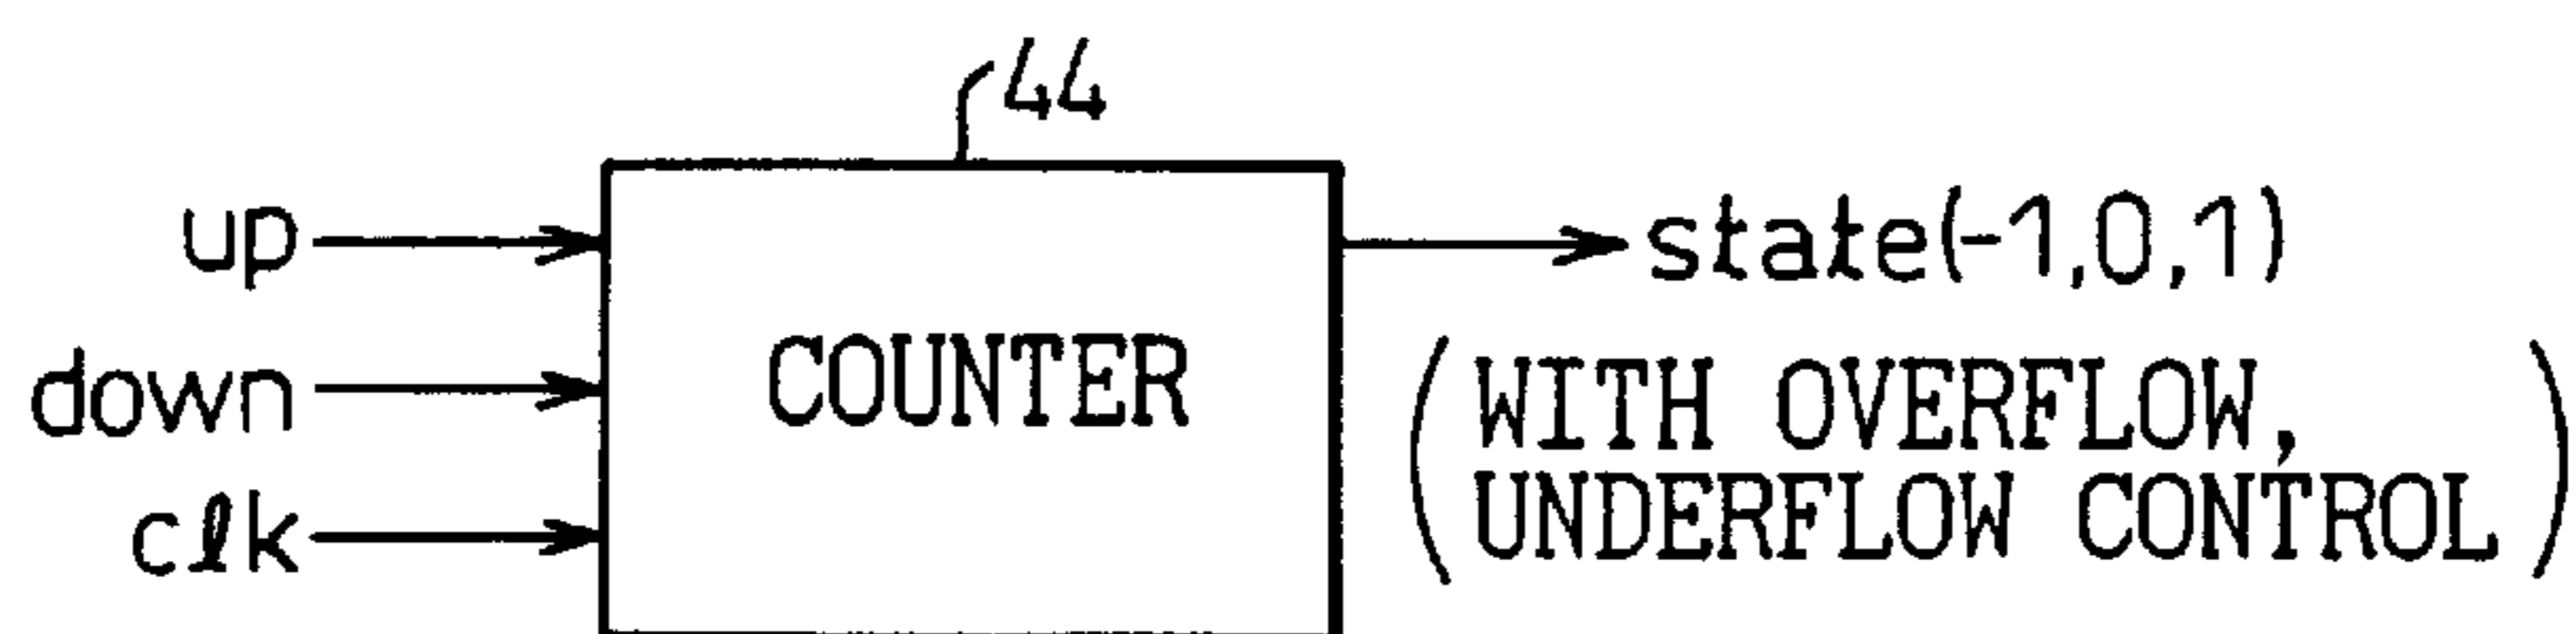 44
up
state(-1,0,1)
down
COUNTER
(WITH OVERFLOW,
UNDERFLOW CONTROL)
clk